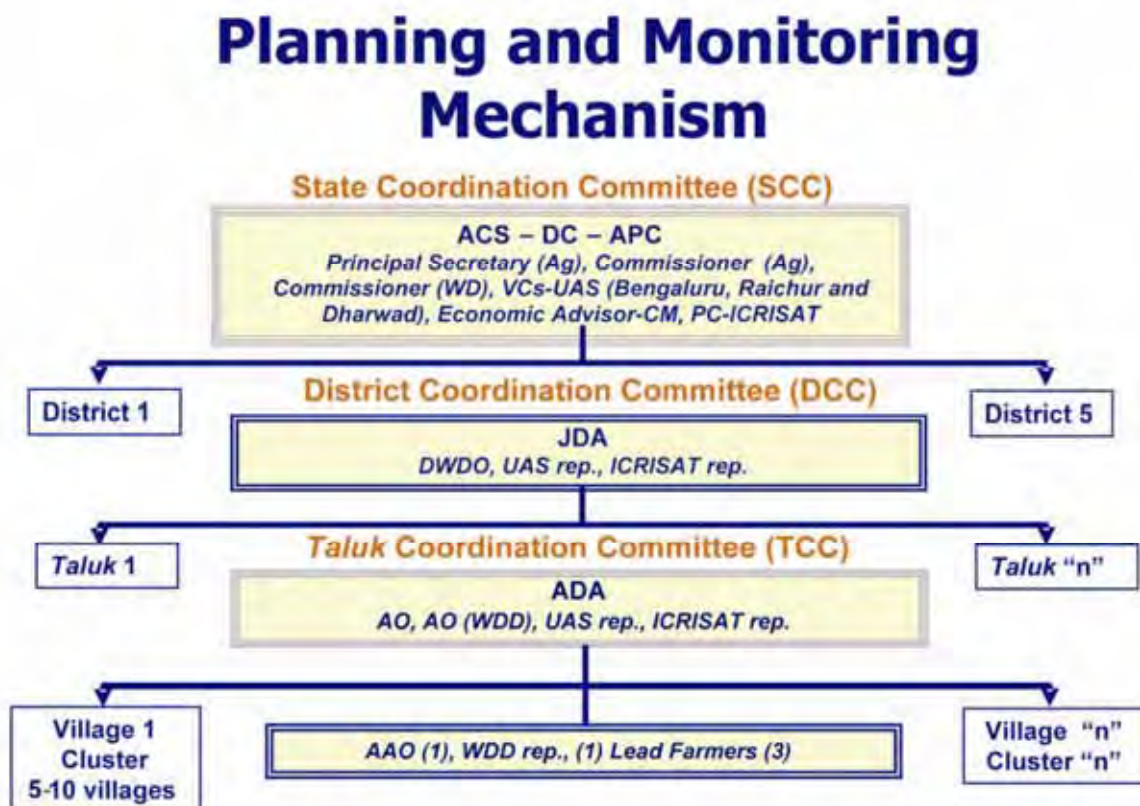 Planning and Monitoring
Mechanism
State Coordination Committee (SCC)
ACS – DC – APC
Principal Secretary (Ag), Commissioner (Ag),
Commissioner (WD), VCs-UAS (Bengaluru, Raichur and
Dharwad), Economic Advisor-CM, PC-ICRISAT
District 1
District Coordination Committee (DCC)
District 5
JDA
DWDO, UAS rep., ICRISAT rep.
Taluk 1
Taluk Coordination Committee (TCC)
Taluk “n”
ADA
AO, AO (WDD), UAS rep., ICRISAT rep.
Village 1
Cluster
5-10 villages
AAO (1), WDD rep., (1) Lead Farmers (3)
Village “n”
Cluster “n”